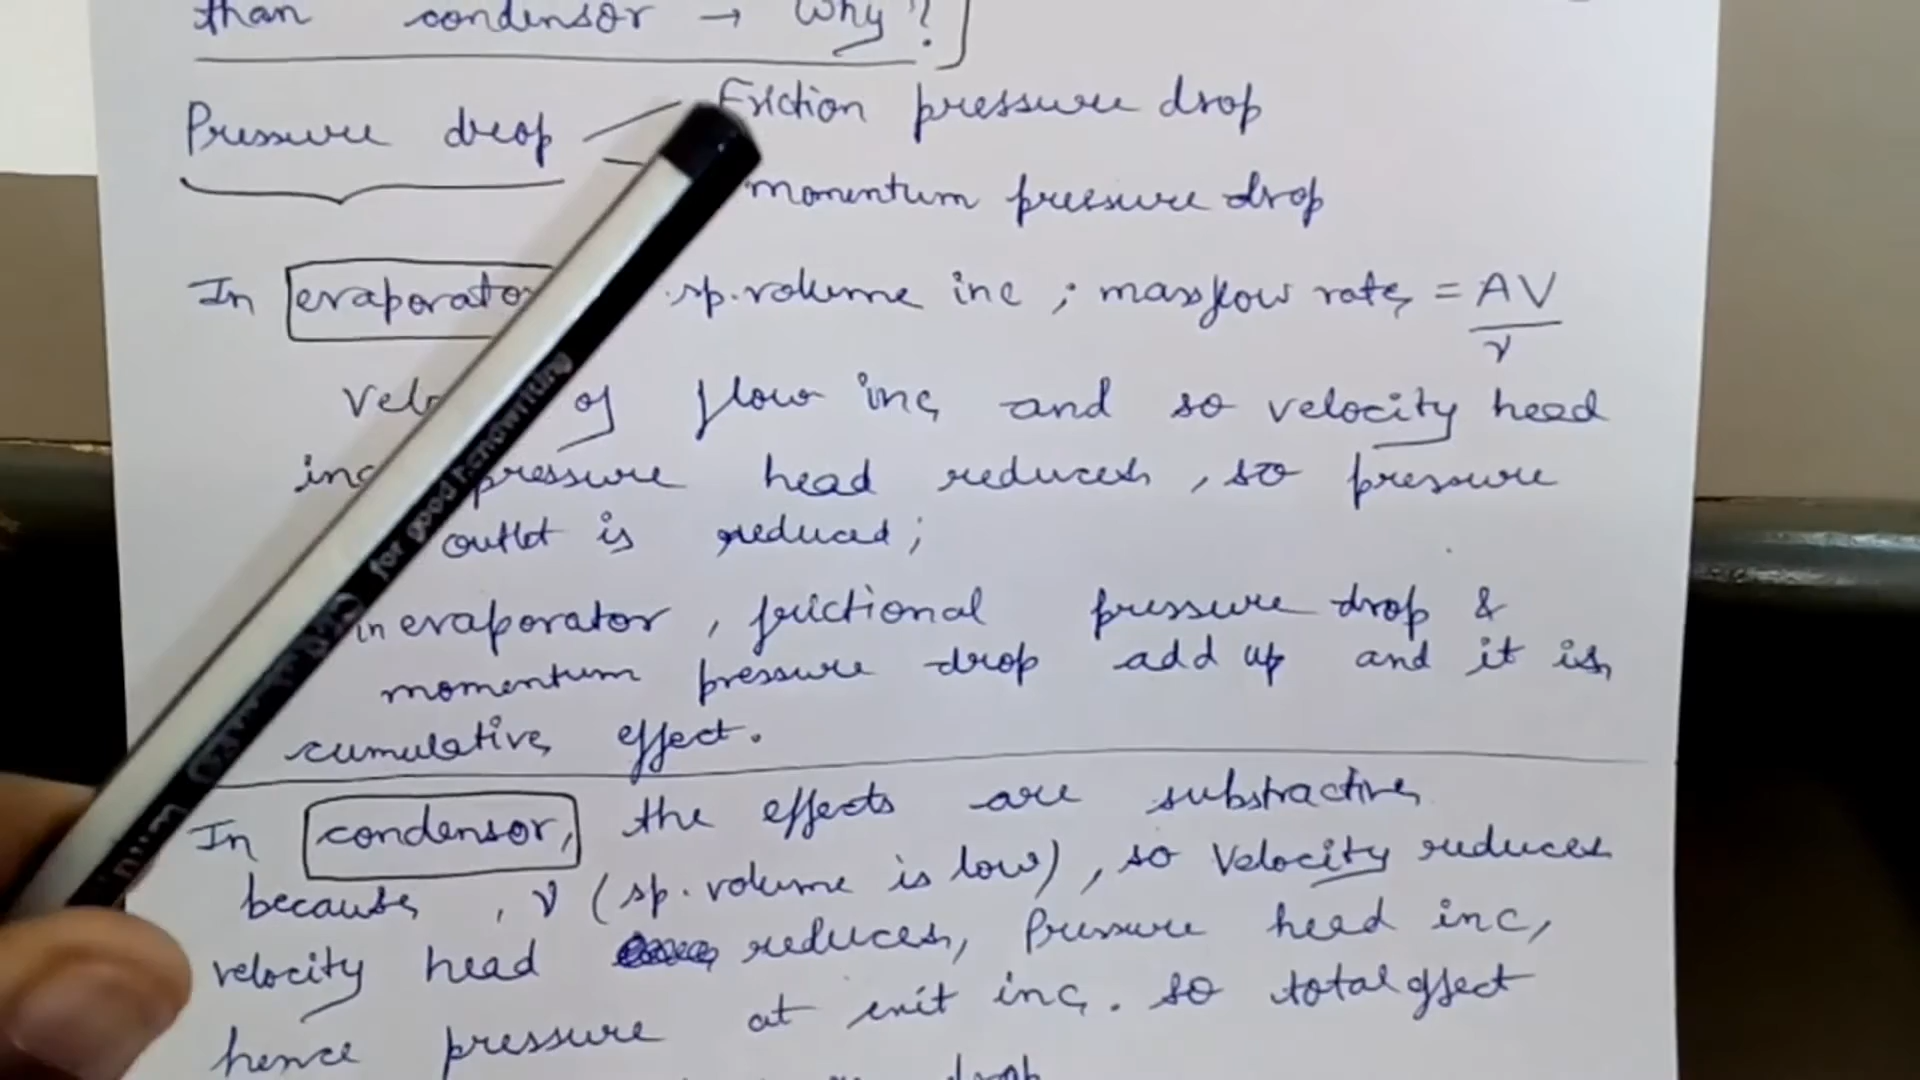 than condensor → Why?
Pressure drop
Friction pressure drop
momentum pressure drop
In evaporator sp. volume inc ; massflow rate = AV
v
of flow inc and so velocity head
inc pressure head reduces, so pressure
outlet is reduced;
in evaporator, frictional pressure drop &
momentum pressure drop add up and it is
cumulative effect.
In condensor, the effects are substractive
because, v (sp. volume is low), so Velocity reduces
velocity head reduces, Pressure head inc,
hence pressure at exit inc. so total effect
drop
for good handwriting